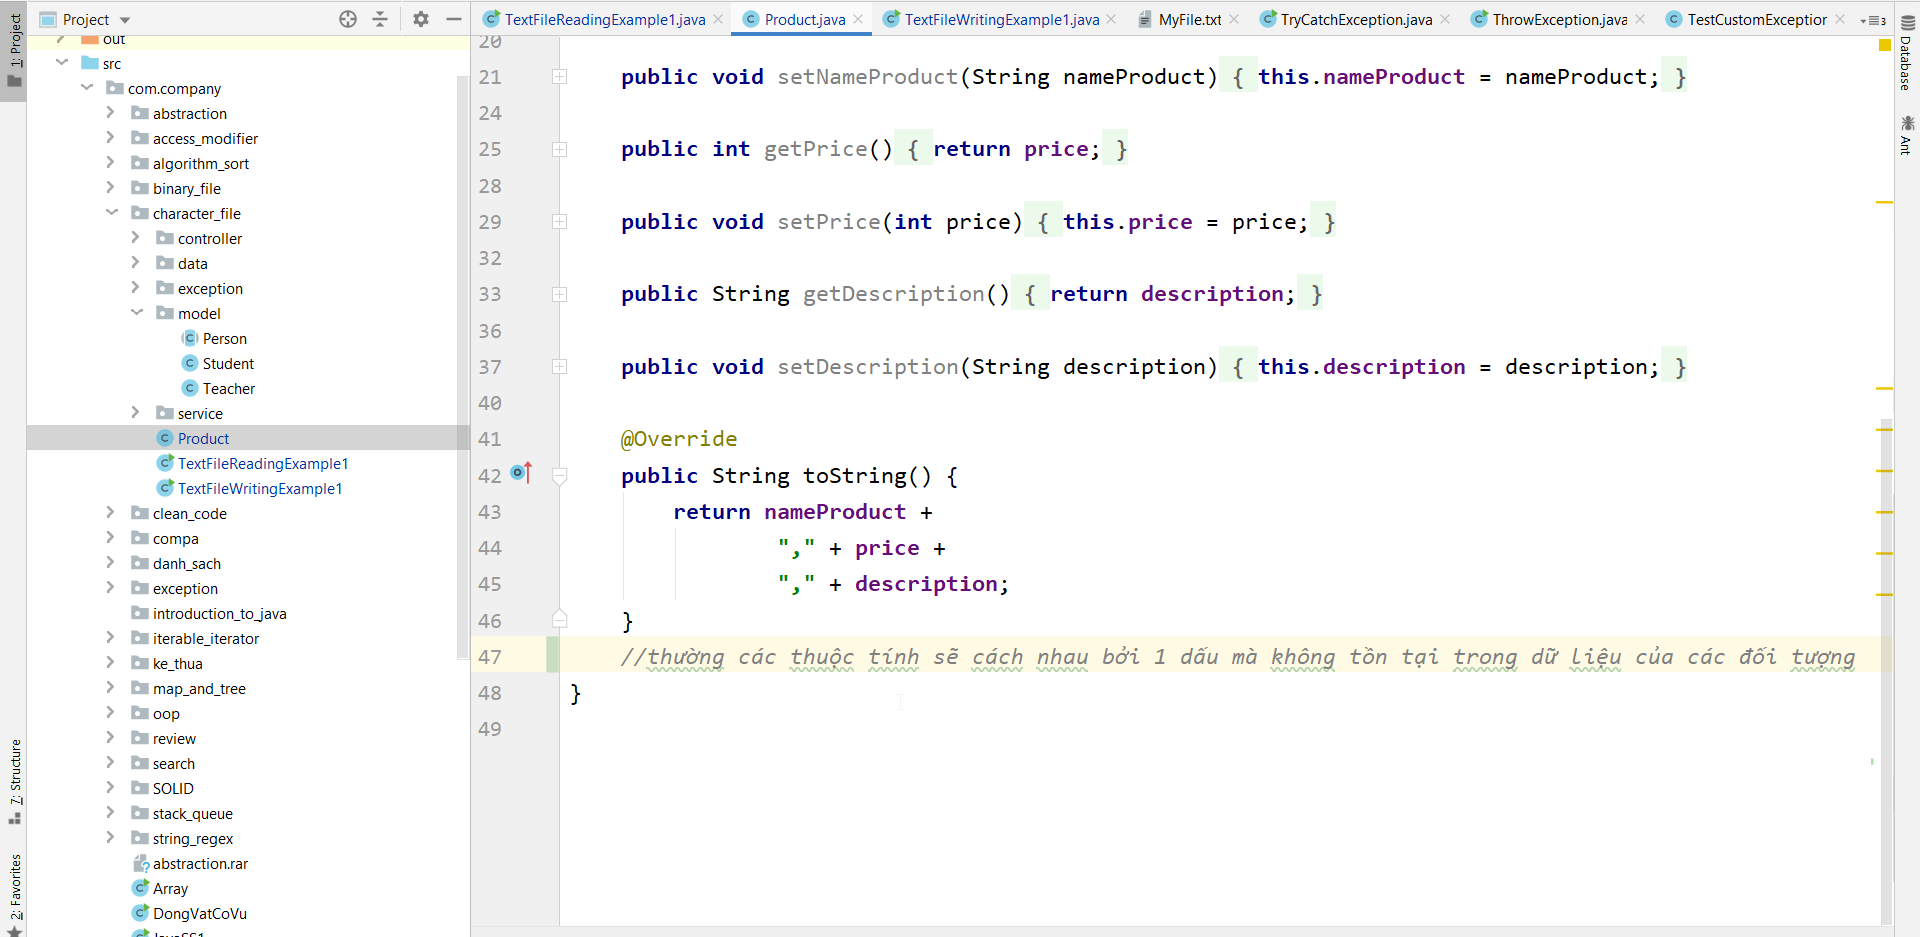 Project
TextFileReadingExample1.java
Product.java
TextFileWritingExample1.java
MyFile.txt
TryCatchException.java
ThrowException.java
TestCustomException
3
1: Project
7: Structure
2: Favorites
Database
Ant
out
src
com.company
abstraction
access_modifier
algorithm_sort
binary_file
character_file
controller
data
exception
model
Person
Student
Teacher
service
Product
TextFileReadingExample1
TextFileWritingExample1
clean_code
compa
danh_sach
exception
introduction_to_java
iterable_iterator
ke_thua
map_and_tree
oop
review
search
SOLID
stack_queue
string_regex
abstraction.rar
Array
DongVatCoVu
20
21 public void setNameProduct(String nameProduct) { this.nameProduct = nameProduct; }
24
25 public int getPrice() { return price; }
28
29 public void setPrice(int price) { this.price = price; }
32
33 public String getDescription() { return description; }
36
37 public void setDescription(String description) { this.description = description; }
40
41 @Override
42 public String toString() {
43 return nameProduct +
44 "," + price +
45 "," + description;
46 }
47 //thường các thuộc tính sẽ cách nhau bởi 1 dấu mà không tồn tại trong dữ liệu của các đối tượng
48 }
49